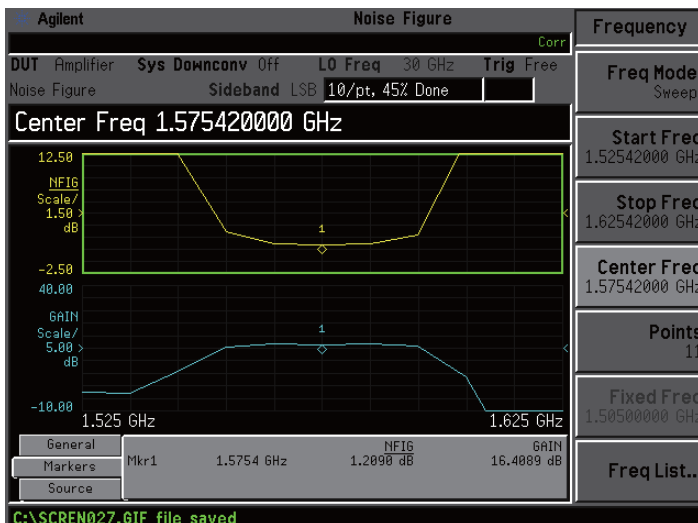 Agilent Noise Figure
Corr
DUT Amplifier Sys Downconv Off LO Freq 30 GHz Trig Free
Noise Figure Sideband LSB 10/pt, 45% Done
Center Freq 1.575420000 GHz
12.50
NFIG
Scale/
1.50
dB
-2.50
1
40.00
GAIN
Scale/
5.00
dB
-10.00
1
1.525 GHz 1.625 GHz
General
Markers
Source
NFIG GAIN
Mkr1 1.5754 GHz 1.2090 dB 16.4089 dB
C:\SCREN027.GIF file saved
Frequency
Freq Mode
Sweep
Start Freq
1.52542000 GHz
Stop Freq
1.62542000 GHz
Center Freq
1.57542000 GHz
Points
11
Fixed Freq
1.50500000 GHz
Freq List..